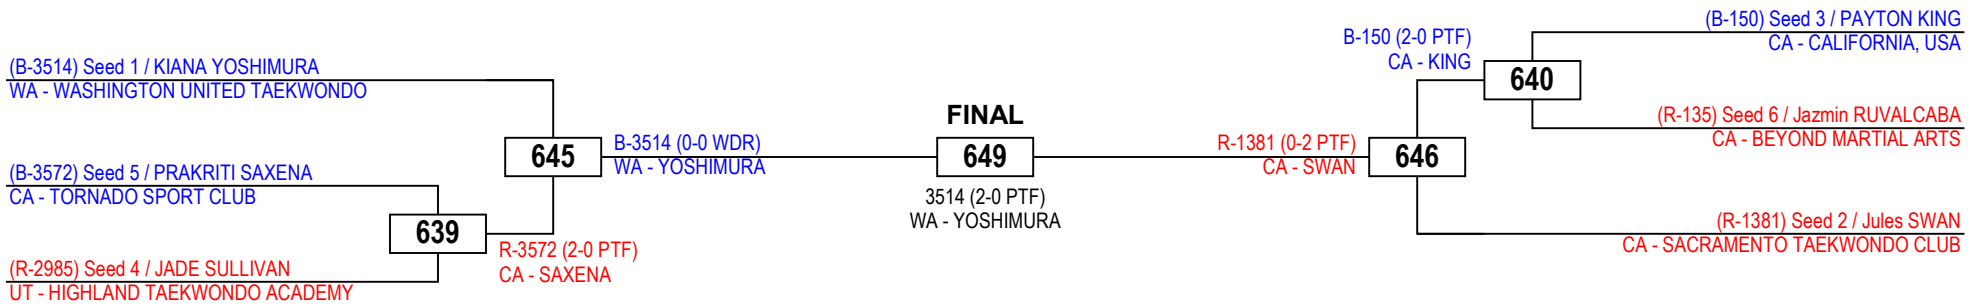 (B-3514) Seed 1 / KIANA YOSHIMURA
WA - WASHINGTON UNITED TAEKWONDO
(B-3572) Seed 5 / PRAKRITI SAXENA
CA - TORNADO SPORT CLUB
(R-2985) Seed 4 / JADE SULLIVAN
UT - HIGHLAND TAEKWONDO ACADEMY
639
R-3572 (2-0 PTF)
CA - SAXENA
645
B-3514 (0-0 WDR)
WA - YOSHIMURA
FINAL
649
3514 (2-0 PTF)
WA - YOSHIMURA
R-1381 (0-2 PTF)
CA - SWAN
646
B-150 (2-0 PTF)
CA - KING
640
(B-150) Seed 3 / PAYTON KING
CA - CALIFORNIA, USA
(R-135) Seed 6 / Jazmin RUVALCABA
CA - BEYOND MARTIAL ARTS
(R-1381) Seed 2 / Jules SWAN
CA - SACRAMENTO TAEKWONDO CLUB